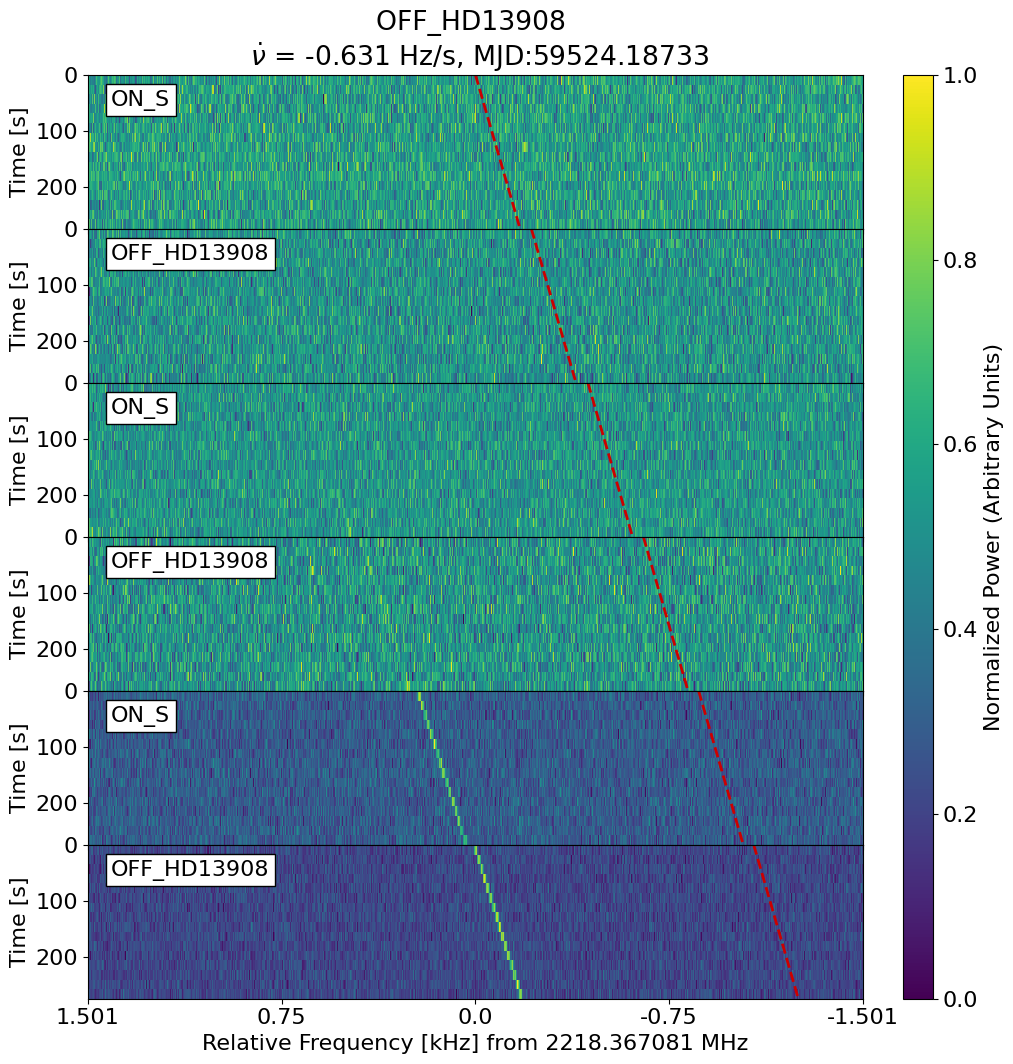 OFF_HD13908
ν̇ = -0.631 Hz/s, MJD:59524.18733
0
100
200
Time [s]
ON_S
0
100
200
Time [s]
OFF_HD13908
0
100
200
Time [s]
ON_S
0
100
200
Time [s]
OFF_HD13908
0
100
200
Time [s]
ON_S
0
100
200
Time [s]
OFF_HD13908
1.501 0.75 0.0 -0.75 -1.501
Relative Frequency [kHz] from 2218.367081 MHz
1.0
0.8
0.6
0.4
0.2
0.0
Normalized Power (Arbitrary Units)